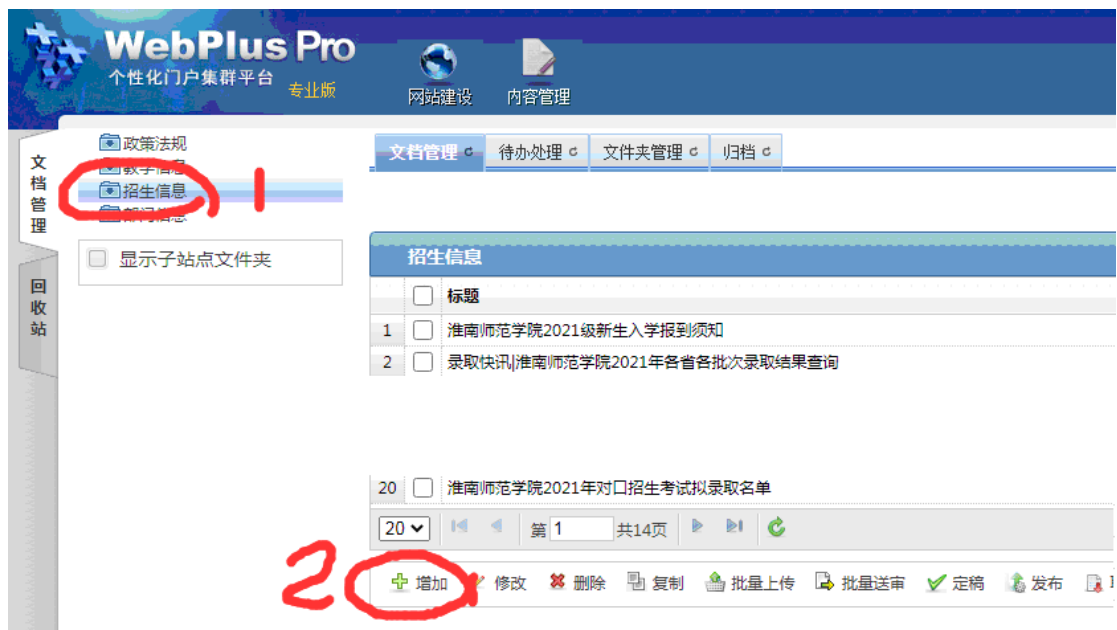 WebPlus Pro
个性化门户集群平台 专业版
网站建设 内容管理
文档管理
回收站
政策法规
教学信息
招生信息
部门信息
1
显示子站点文件夹
文档管理 待办处理 文件夹管理 归档
招生信息
标题
1 淮南师范学院2021级新生入学报到须知
2 录取快讯|淮南师范学院2021年各省各批次录取结果查询
20 淮南师范学院2021年对口招生考试拟录取名单
20 第 1 共14页
2
增加 修改 删除 复制 批量上传 批量送审 定稿 发布